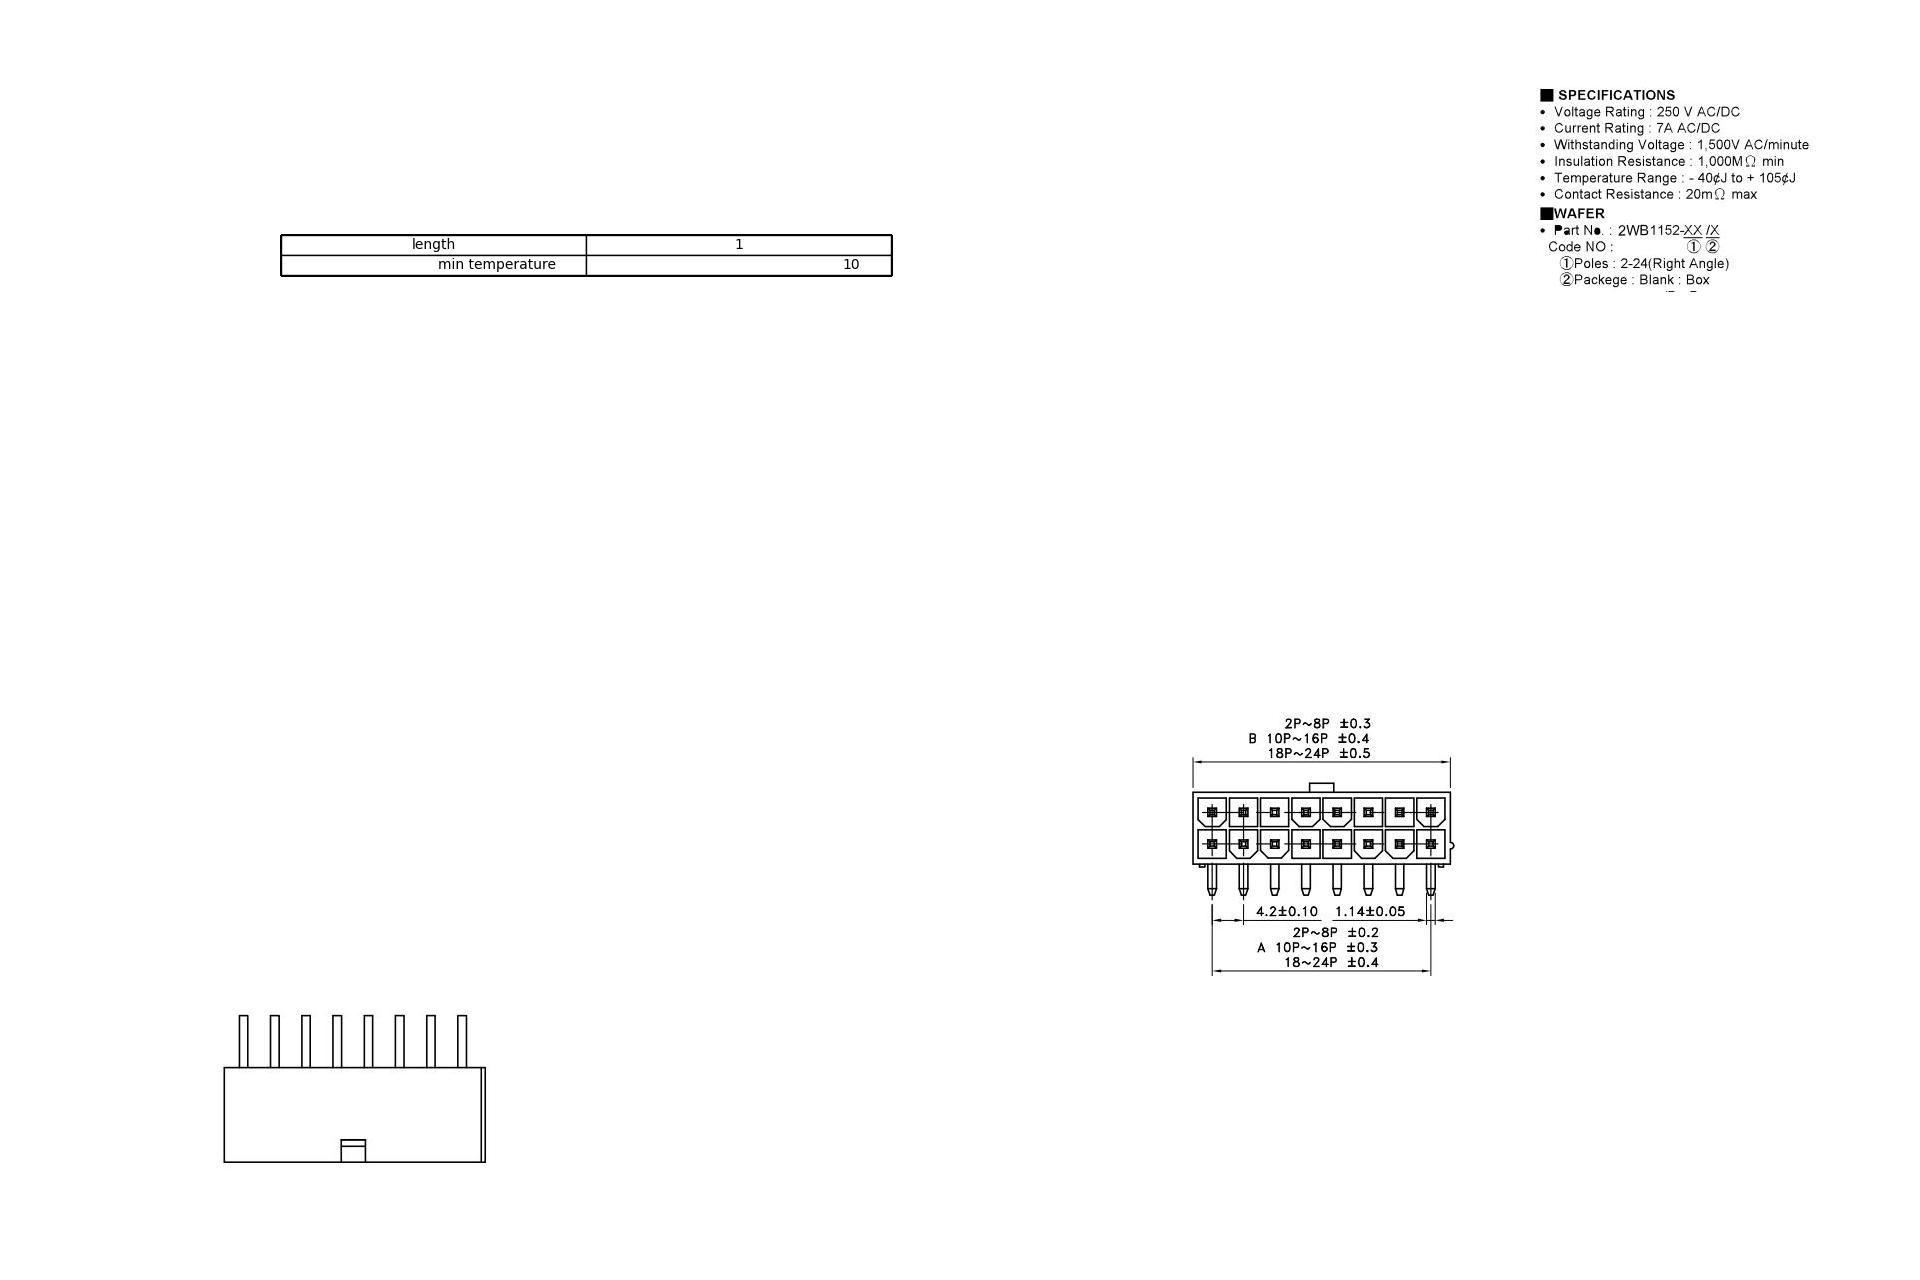 ■ SPECIFICATIONS
• Voltage Rating : 250 V AC/DC
• Current Rating : 7A AC/DC
• Withstanding Voltage : 1,500V AC/minute
• Insulation Resistance : 1,000MΩ min
• Temperature Range : - 40¢J to + 105¢J
• Contact Resistance : 20mΩ max
■WAFER
• Part No. : 2WB1152-XX /X
Code NO : ① ②
①Poles : 2-24(Right Angle)
②Packege : Blank : Box
length 1
min temperature 10
2P~8P ±0.3
B 10P~16P ±0.4
18P~24P ±0.5
4.2±0.10 1.14±0.05
2P~8P ±0.2
A 10P~16P ±0.3
18~24P ±0.4